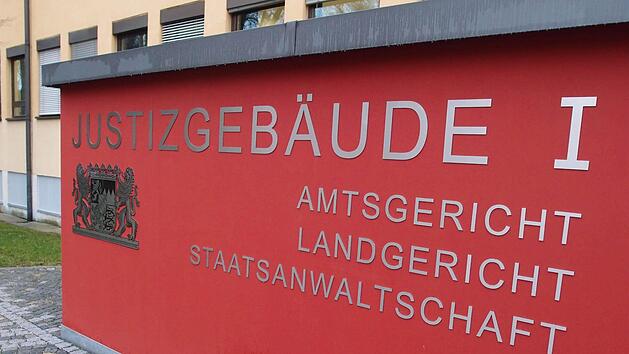 JUSTIZGEBÄUDE I
AMTSGERICHT
LANDGERICHT
STAATSANWALTSCHAFT